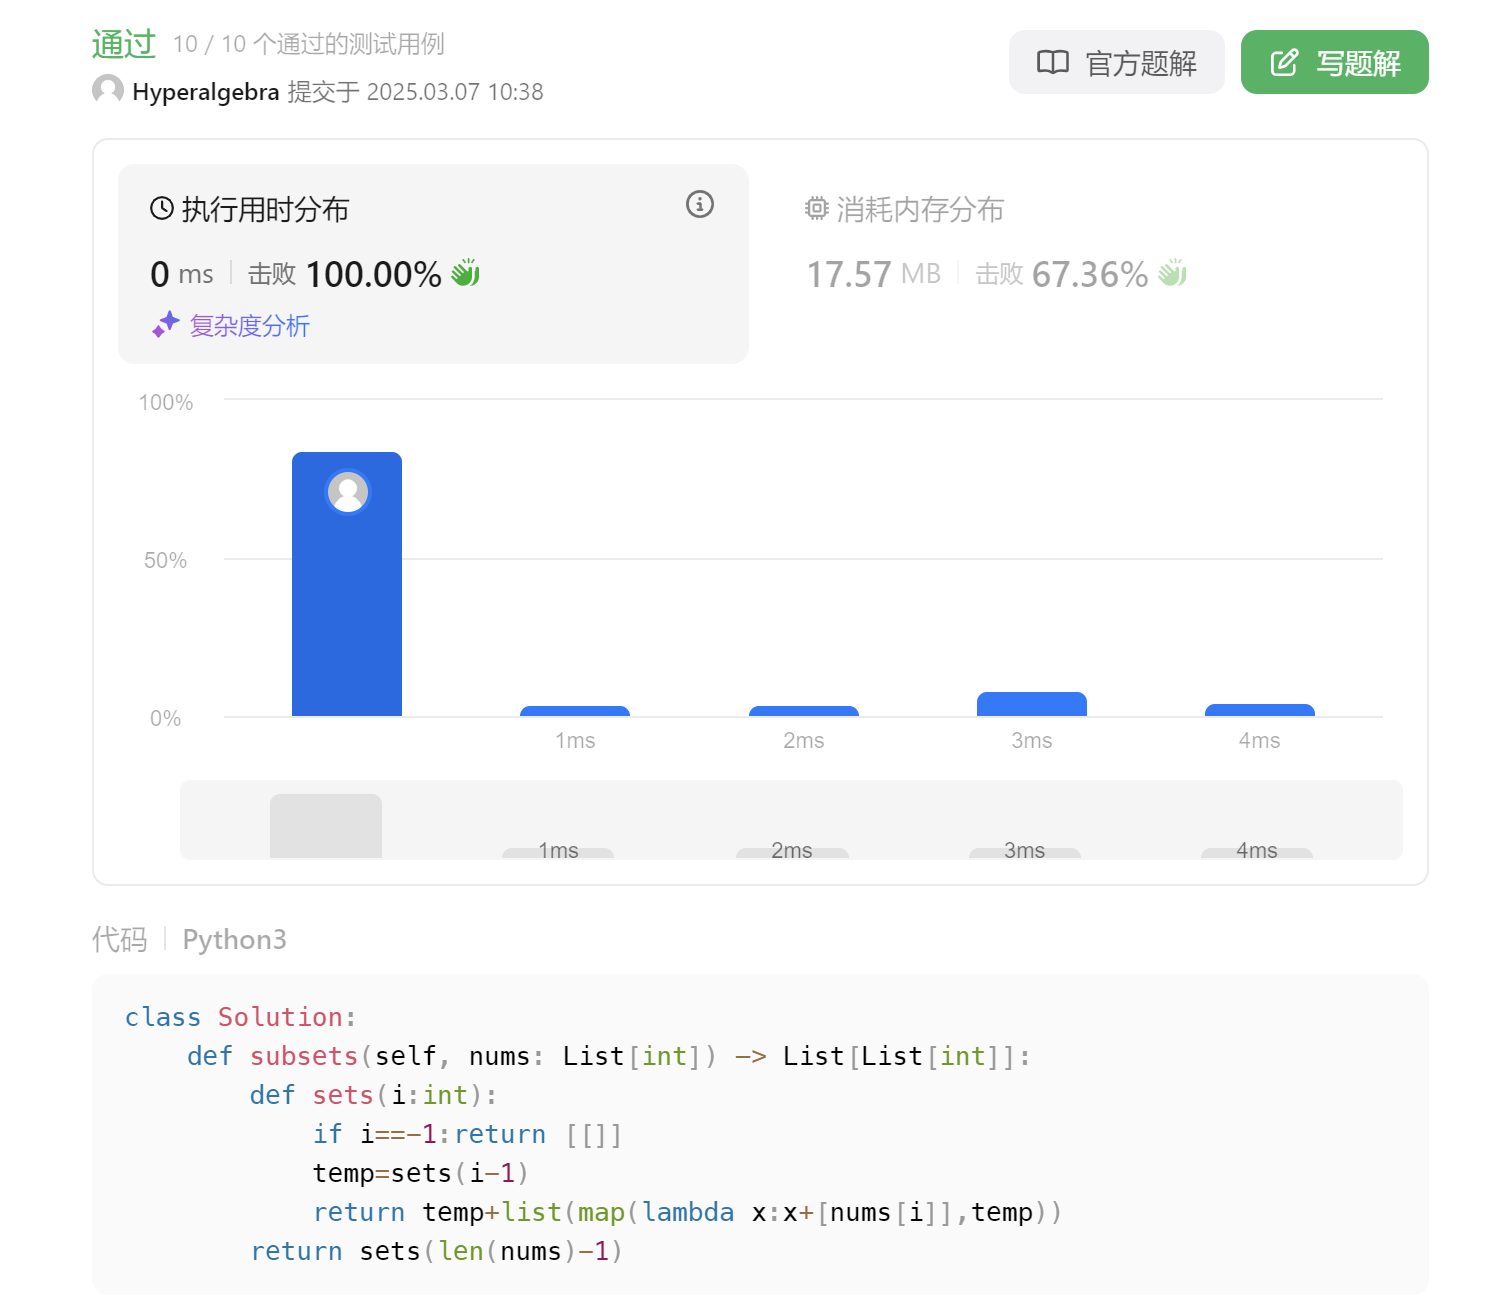 通过 10 / 10 个通过的测试用例
Hyperalgebra 提交于 2025.03.07 10:38
官方题解
写题解
执行用时分布
0 ms 击败 100.00%
复杂度分析
消耗内存分布
17.57 MB 击败 67.36%
100%
50%
0%
1ms 2ms 3ms 4ms
1ms 2ms 3ms 4ms
代码 Python3
class Solution:
    def subsets(self, nums: List[int]) -> List[List[int]]:
        def sets(i:int):
            if i==-1:return [[]]
            temp=sets(i-1)
            return temp+list(map(lambda x:x+[nums[i]],temp))
        return sets(len(nums)-1)